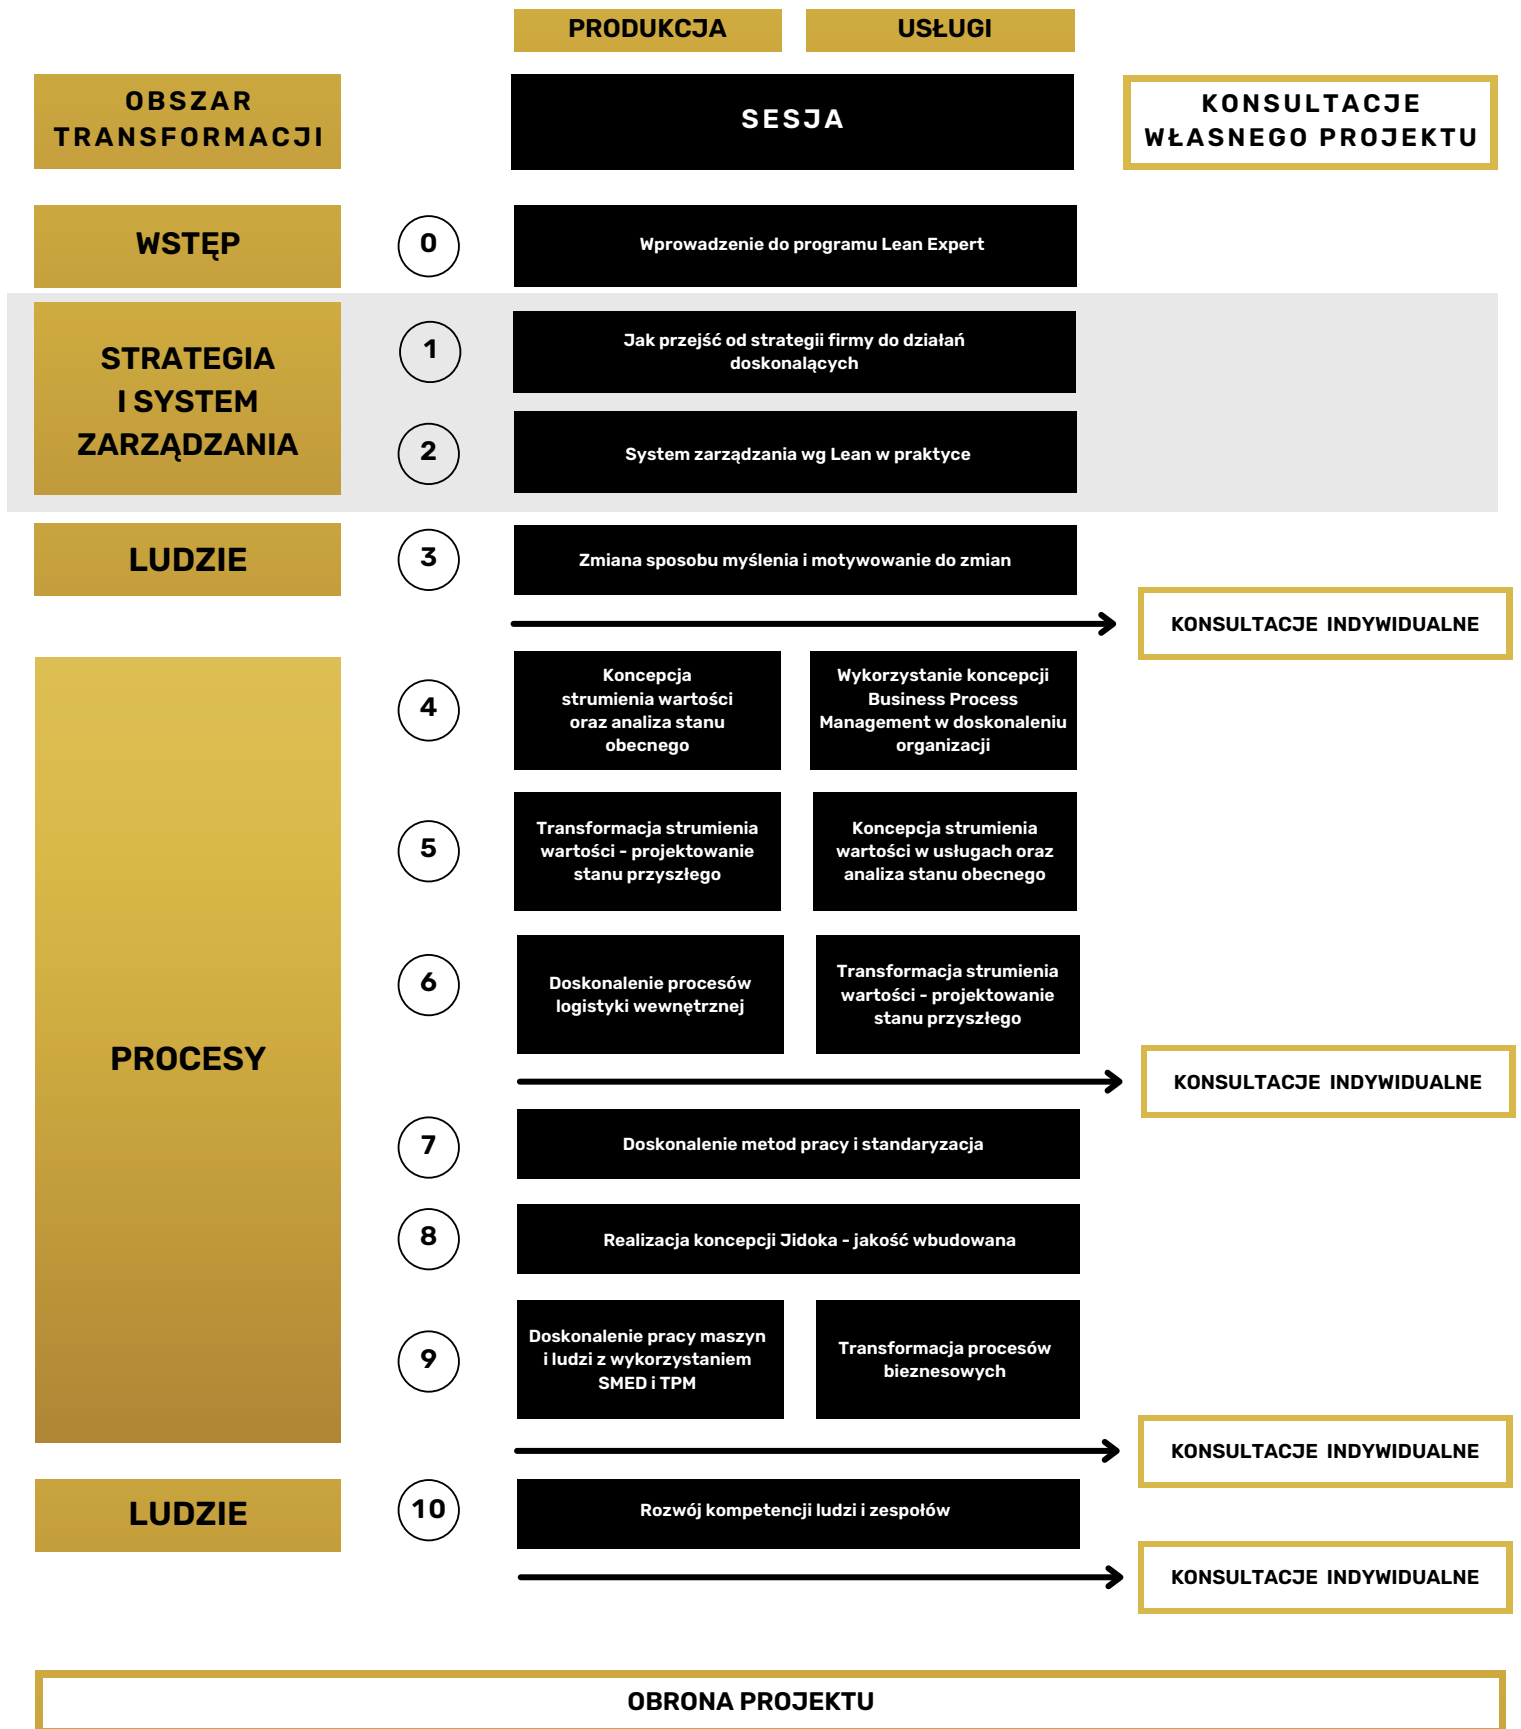 PRODUKCJA
USŁUGI
OBSZAR
TRANSFORMACJI
SESJA
KONSULTACJE
WŁASNEGO PROJEKTU
WSTĘP
0
Wprowadzenie do programu Lean Expert
STRATEGIA
I SYSTEM
ZARZĄDZANIA
1
Jak przejść od strategii firmy do działań
doskonalących
2
System zarządzania wg Lean w praktyce
LUDZIE
3
Zmiana sposobu myślenia i motywowanie do zmian
KONSULTACJE INDYWIDUALNE
PROCESY
4
Koncepcja
strumienia wartości
oraz analiza stanu
obecnego
Wykorzystanie koncepcji
Business Process
Management w doskonaleniu
organizacji
5
Transformacja strumienia
wartości - projektowanie
stanu przyszłego
Koncepcja strumienia
wartości w usługach oraz
analiza stanu obecnego
6
Doskonalenie procesów
logistyki wewnętrznej
Transformacja strumienia
wartości - projektowanie
stanu przyszłego
KONSULTACJE INDYWIDUALNE
7
Doskonalenie metod pracy i standaryzacja
8
Realizacja koncepcji Jidoka - jakość wbudowana
9
Doskonalenie pracy maszyn
i ludzi z wykorzystaniem
SMED i TPM
Transformacja procesów
bieznesowych
KONSULTACJE INDYWIDUALNE
LUDZIE
10
Rozwój kompetencji ludzi i zespołów
KONSULTACJE INDYWIDUALNE
OBRONA PROJEKTU